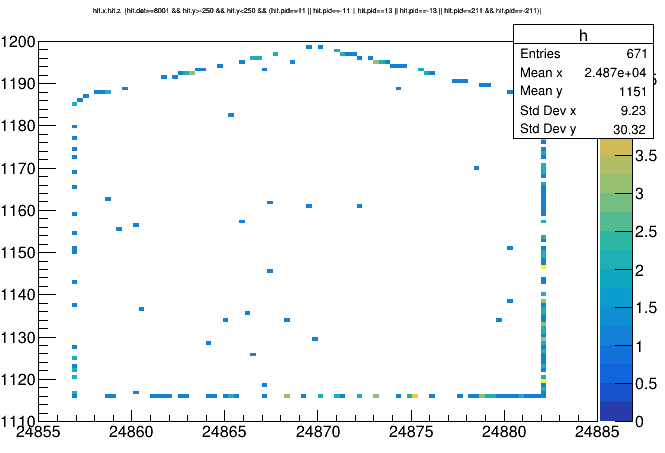 hit.x:hit.z {hit.det==8001 && hit.y>-250 && hit.y<250 && (hit.pid==11 || hit.pid==-11 || hit.pid==13 || hit.pid==-13 || hit.pid==211 && hit.pid==-211)}
h
Entries 671
Mean x 2.487e+04
Mean y 1151
Std Dev x 9.23
Std Dev y 30.32
1200
1190
1180
1170
1160
1150
1140
1130
1120
1110
24855 24860 24865 24870 24875 24880 24885
3.5
3
2.5
2
1.5
1
0.5
0